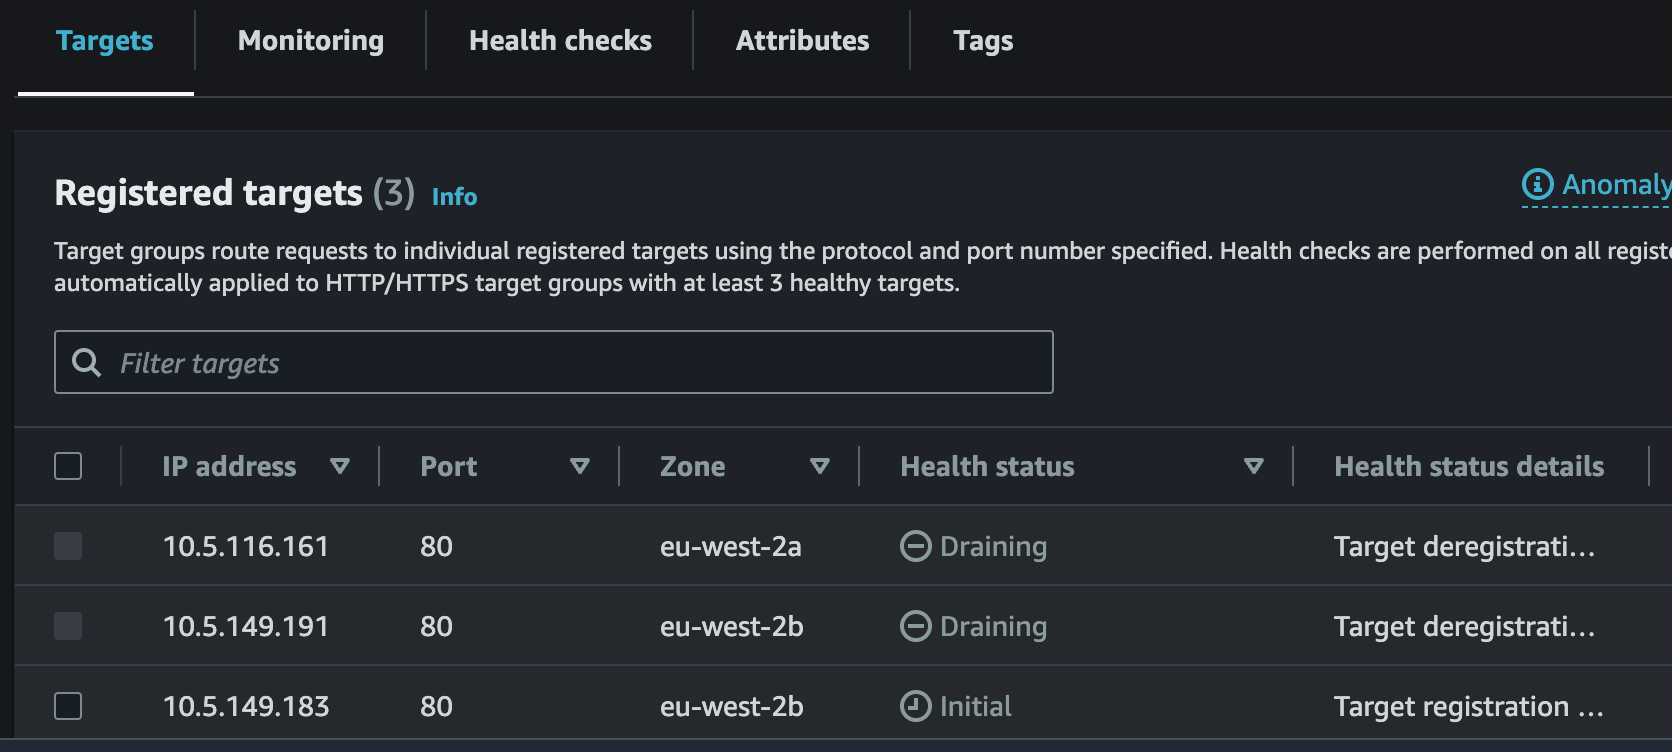 Targets Monitoring Health checks Attributes Tags
Registered targets (3) Info
Anomaly
Target groups route requests to individual registered targets using the protocol and port number specified. Health checks are performed on all registe
automatically applied to HTTP/HTTPS target groups with at least 3 healthy targets.
Filter targets
IP address Port Zone Health status Health status details
10.5.116.161 80 eu-west-2a Draining Target deregistrati...
10.5.149.191 80 eu-west-2b Draining Target deregistrati...
10.5.149.183 80 eu-west-2b Initial Target registration ...